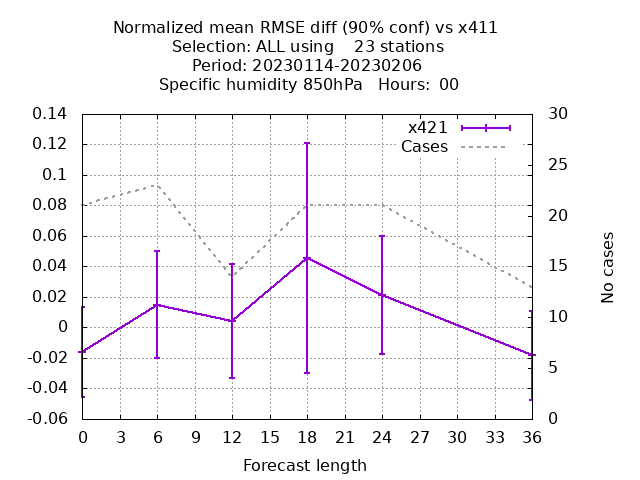 Normalized mean RMSE diff (90% conf) vs x411
Selection: ALL using    23 stations
Period: 20230114-20230206
Specific humidity 850hPa   Hours:  00
x421
Cases
0.14
0.12
0.1
0.08
0.06
0.04
0.02
0
-0.02
-0.04
-0.06
30
25
20
15
10
5
0
No cases
0 3 6 9 12 15 18 21 24 27 30 33 36
Forecast length